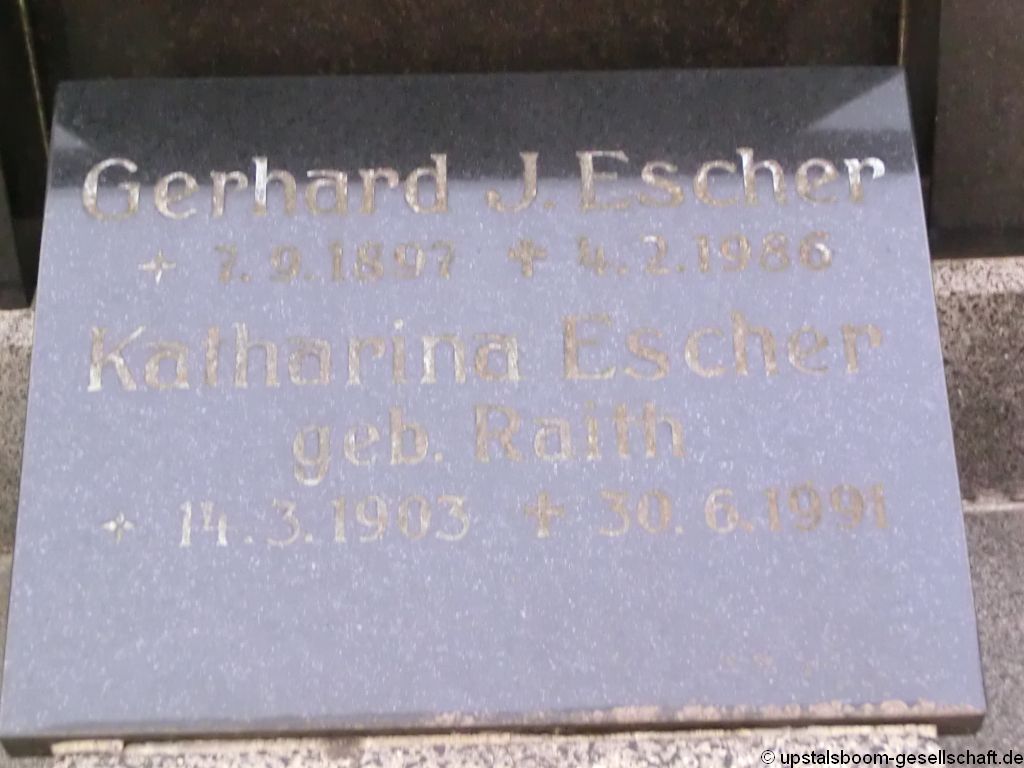 Gerhard J. Escher
7.9.1897 ✝ 4.2.1986
Katharina Escher
geb. Raith
14.3.1903 ✝ 30.6.1991
© upstalsboom-gesellschaft.de